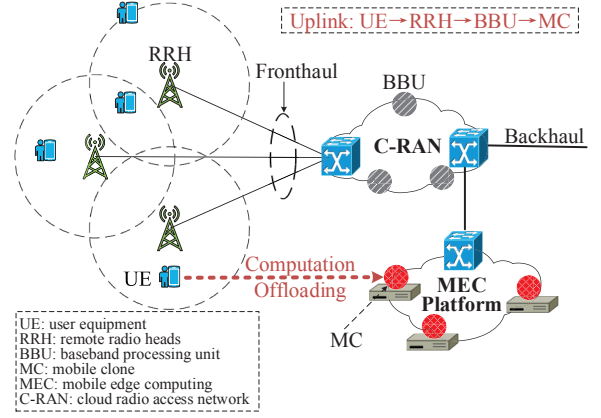 Uplink: UE→RRH→BBU→MC
RRH
Fronthaul
BBU
C-RAN
Backhaul
UE
Computation
Offloading
MEC
Platform
MC
UE: user equipment
RRH: remote radio heads
BBU: baseband processing unit
MC: mobile clone
MEC: mobile edge computing
C-RAN: cloud radio access network